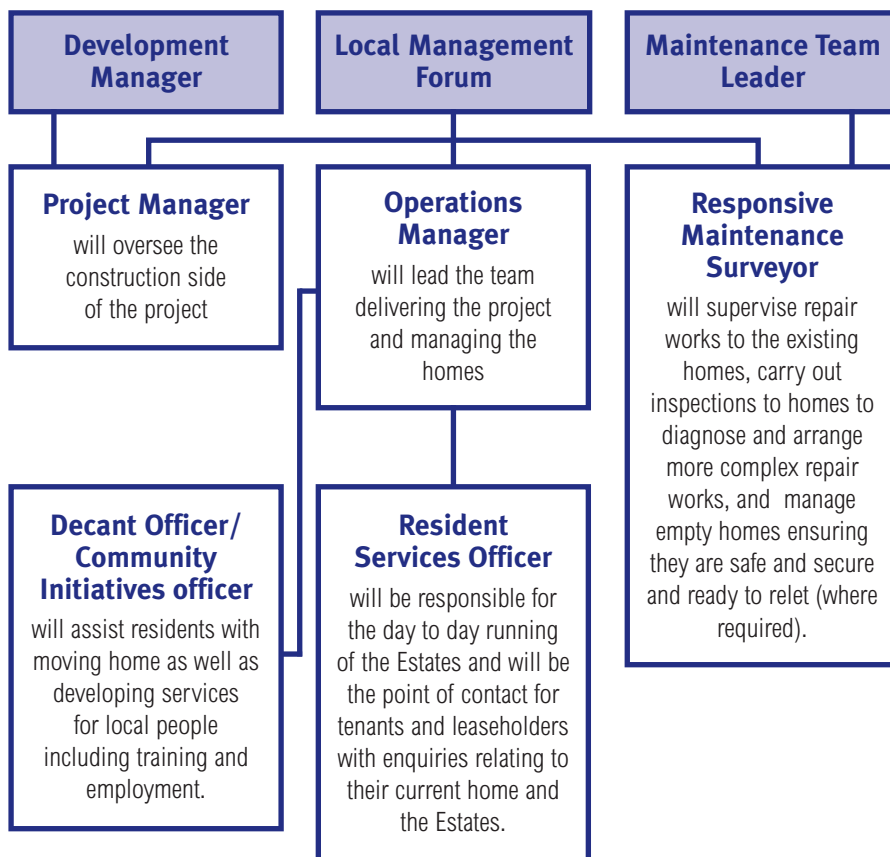 Development
Manager
Local Management
Forum
Maintenance Team
Leader
Project Manager
will oversee the
construction side
of the project
Operations
Manager
will lead the team
delivering the project
and managing the
homes
Responsive
Maintenance
Surveyor
will supervise repair
works to the existing
homes, carry out
inspections to homes to
diagnose and arrange
more complex repair
works, and manage
empty homes ensuring
they are safe and secure
and ready to relet (where
required).
Decant Officer/
Community
Initiatives officer
will assist residents with
moving home as well as
developing services
for local people
including training and
employment.
Resident
Services Officer
will be responsible for
the day to day running
of the Estates and will be
the point of contact for
tenants and leaseholders
with enquiries relating to
their current home and
the Estates.